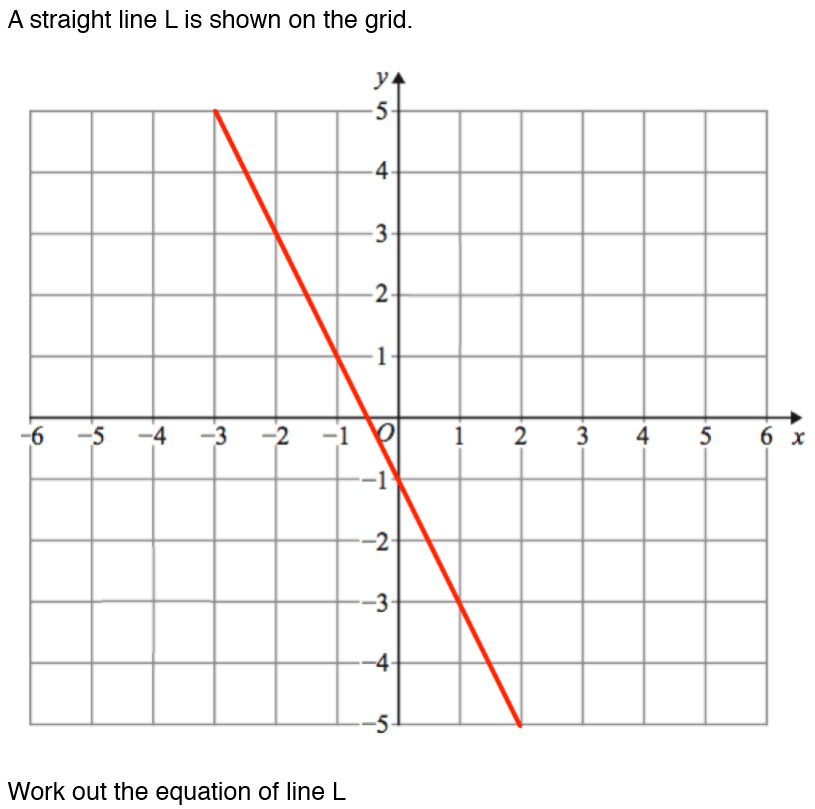 A straight line L is shown on the grid.
y
5
4
3
2
1
−6 −5 −4 −3 −2 −1 O 1 2 3 4 5 6 x
−1
−2
−3
−4
−5
Work out the equation of line L